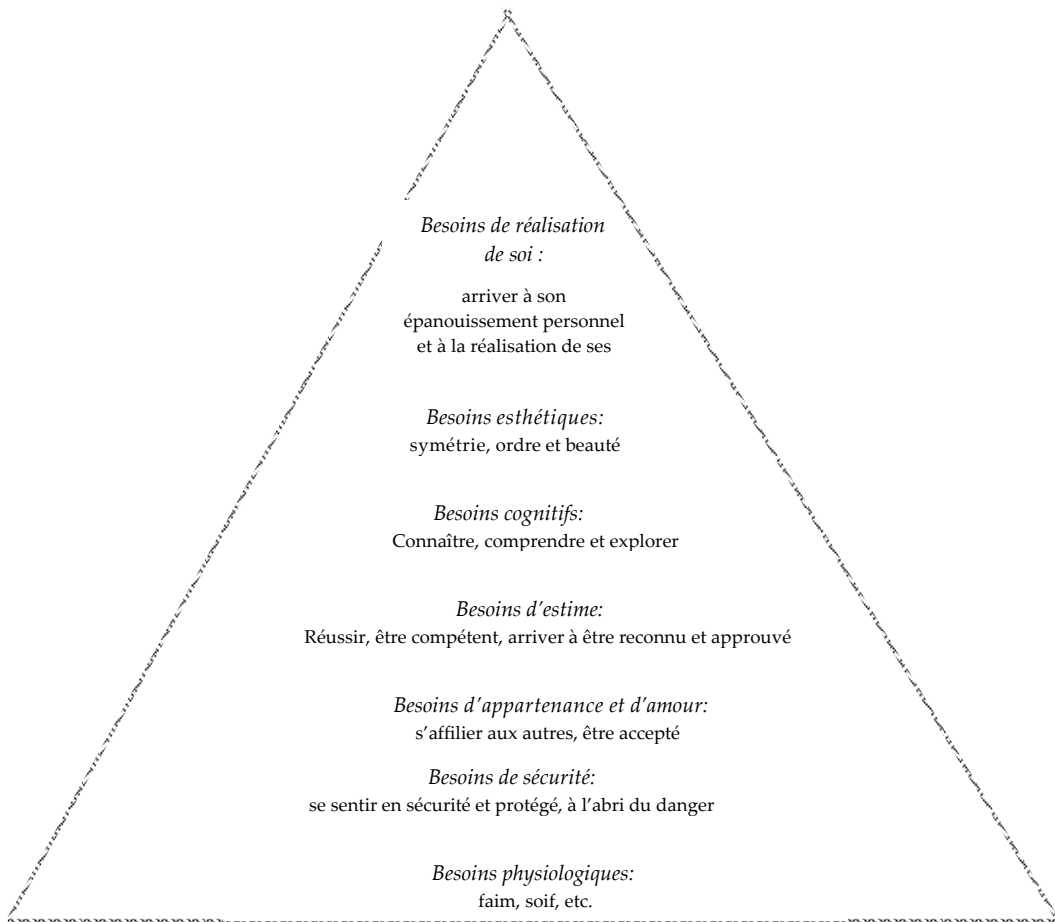 Besoins de réalisation
de soi :
arriver à son
épanouissement personnel
et à la réalisation de ses
Besoins esthétiques:
symétrie, ordre et beauté
Besoins cognitifs:
Connaître, comprendre et explorer
Besoins d’estime:
Réussir, être compétent, arriver à être reconnu et approuvé
Besoins d’appartenance et d’amour:
s’affilier aux autres, être accepté
Besoins de sécurité:
se sentir en sécurité et protégé, à l’abri du danger
Besoins physiologiques:
faim, soif, etc.